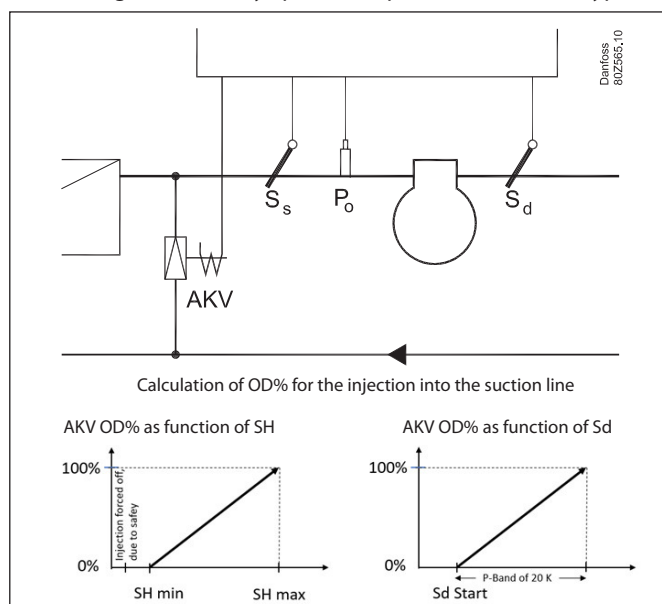 Danfoss
80Z565.10
Ss
Po
Sd
AKV
Calculation of OD% for the injection into the suction line
AKV OD% as function of SH
100%
Injection forced off,
due to safey
0%
SH min
SH max
AKV OD% as function of Sd
100%
0%
P-Band of 20 K
Sd Start